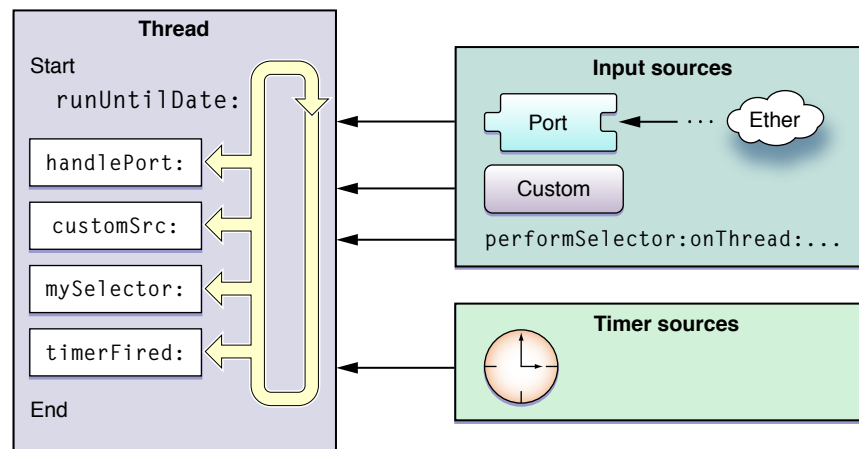 Thread
Start
runUntilDate:
handlePort:
customSrc:
mySelector:
timerFired:
End
Input sources
Port
...
Ether
Custom
performSelector:onThread:...
Timer sources